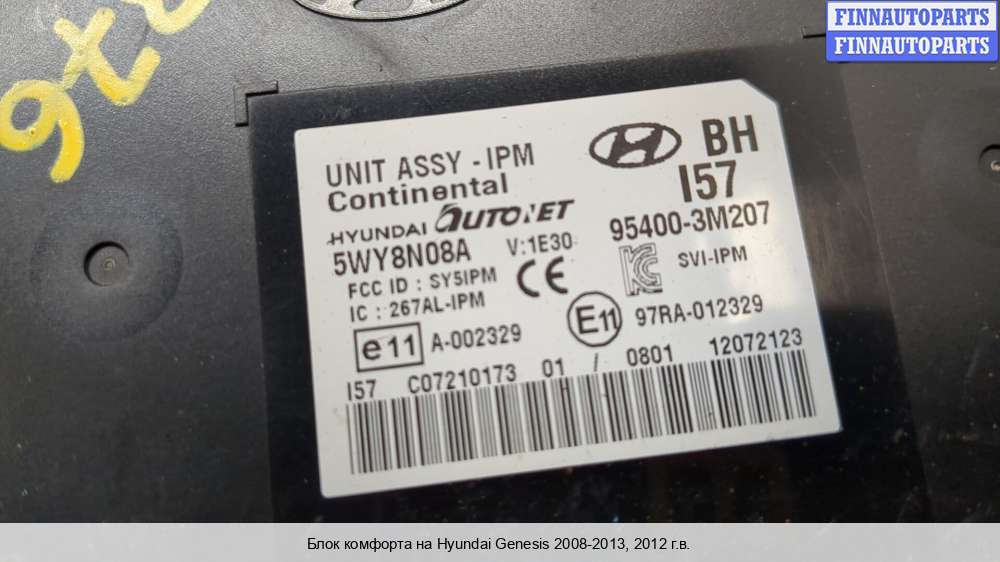 FINNAUTOPARTS
FINNAUTOPARTS
UNIT ASSY - IPM
Continental
HYUNDAI AUTONET
5WY8N08A V:1E30
FCC ID : SY5IPM
IC : 267AL-IPM
CE
e11 A-002329
BH
I57
95400-3M207
SVI-IPM
E11 97RA-012329
I57 C07210173 01 / 0801 12072123
Блок комфорта на Hyundai Genesis 2008-2013, 2012 г.в.